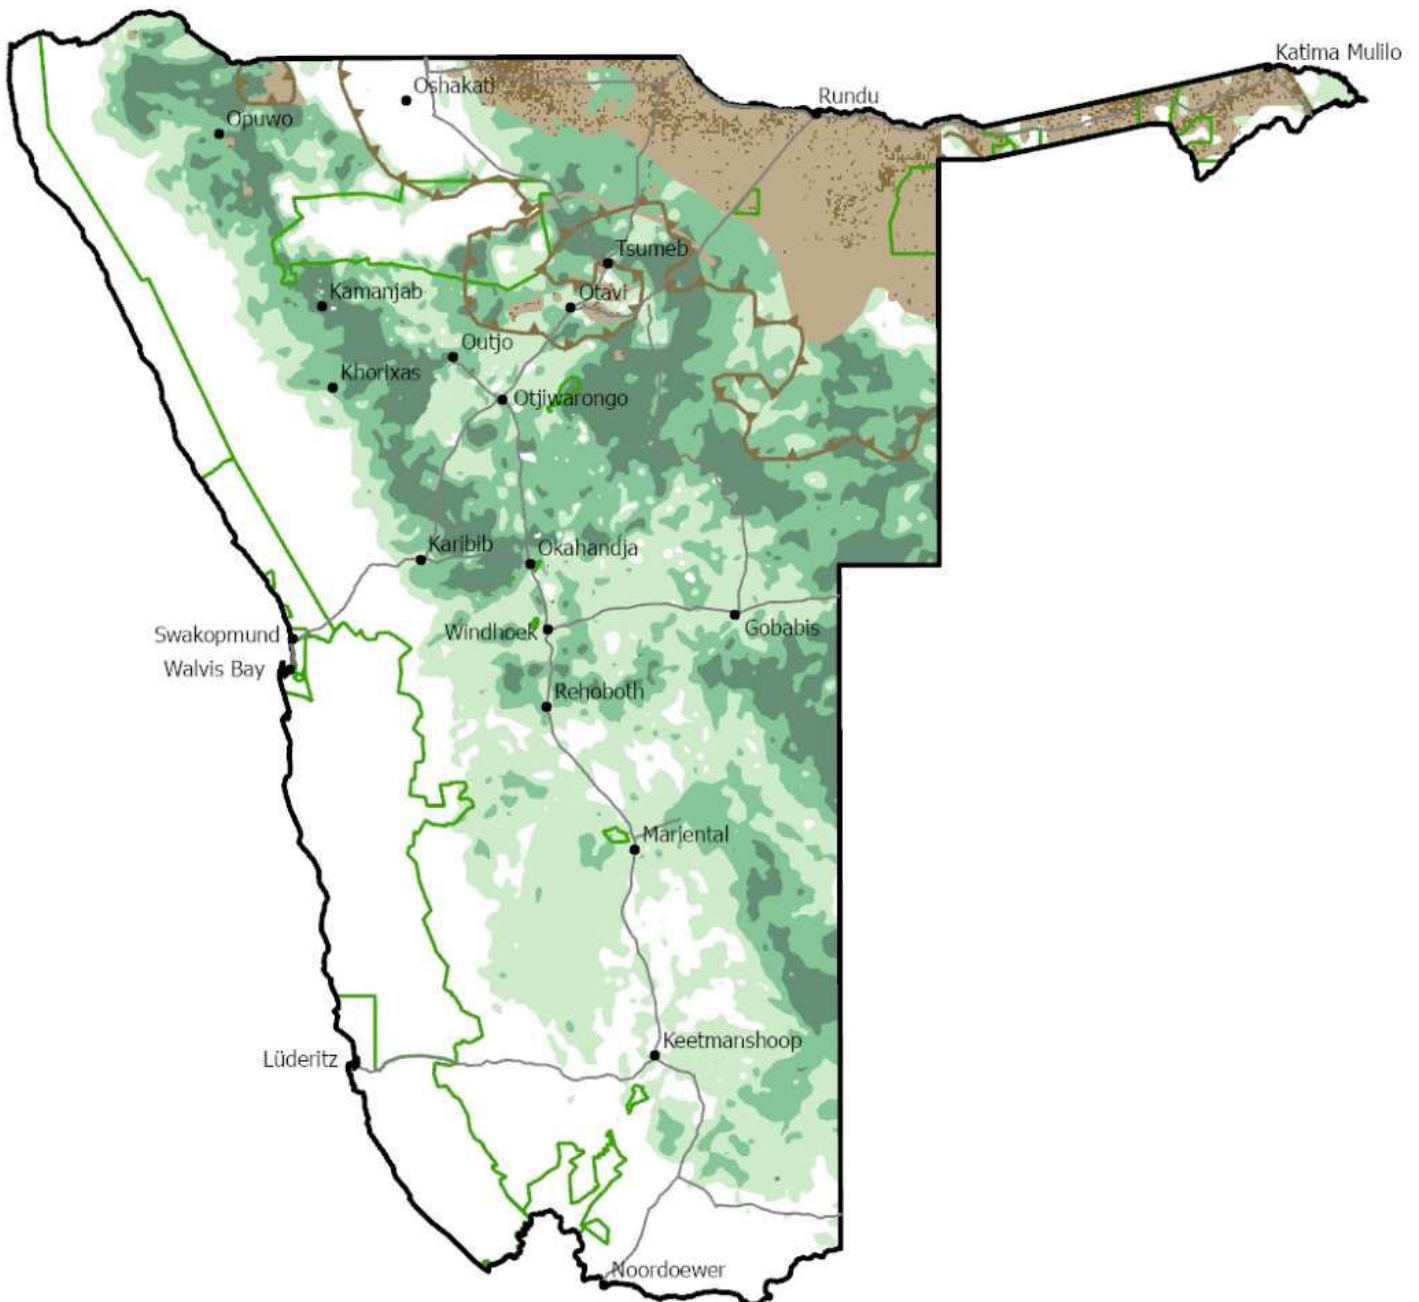 Katima Mulilo
Oshakati
Rundu
Opuwo
Tsumeb
Kamanjab
Otavi
Outjo
Khorixas
Otjiwarongo
Karibib
Okahandja
Swakopmund
Windhoek
Gobabis
Walvis Bay
Rehoboth
Mariental
Keetmanshoop
Lüderitz
Noordoewer